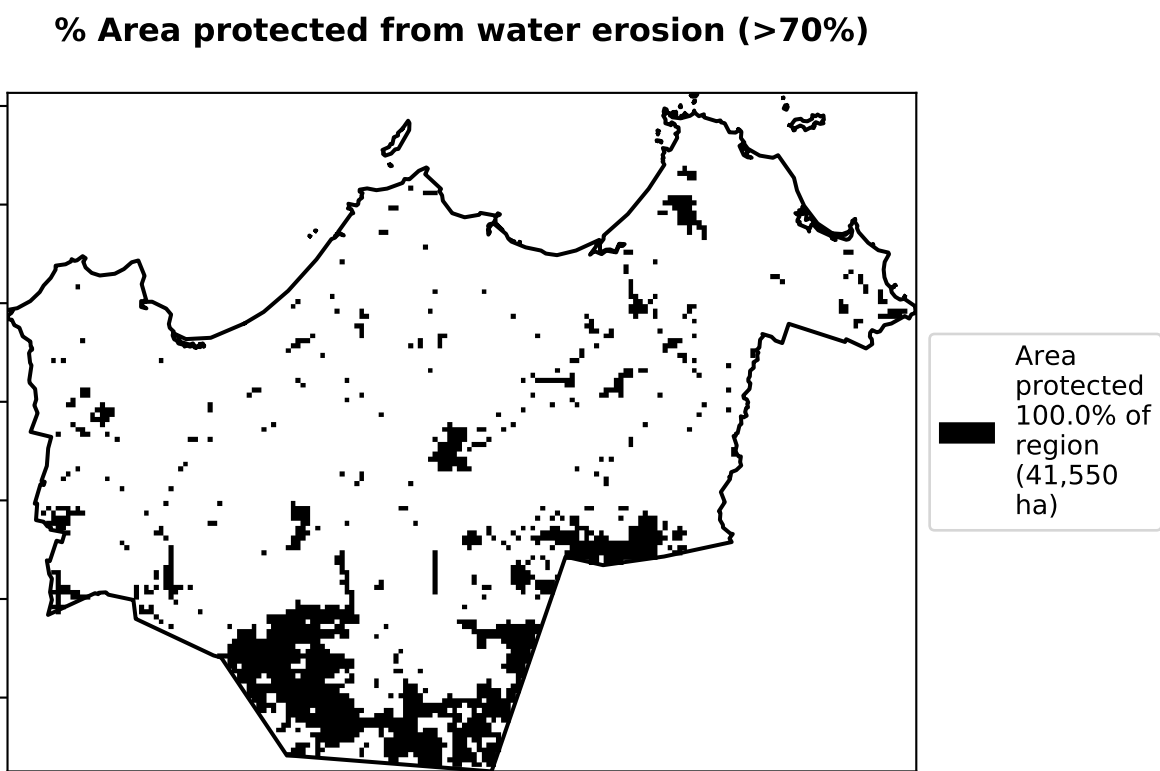 % Area protected from water erosion (>70%)
Area
protected
100.0% of
region
(41,550
ha)